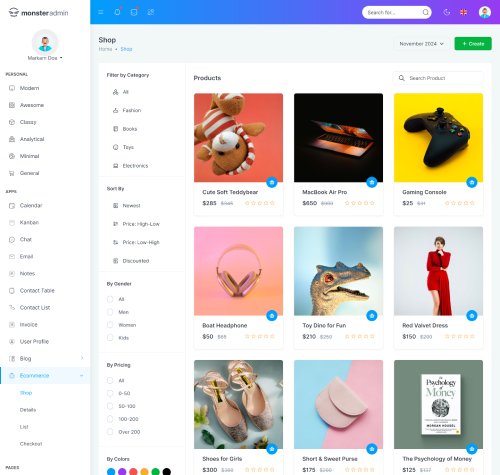 monsteradmin
Search for...
Markarn Doe
Shop
Home • Shop
November 2024
+ Create
PERSONAL
Modern
Awesome
Classy
Analytical
Minimal
General
APPS
Calendar
Kanban
Chat
Email
Notes
Contact Table
Contact List
Invoice
User Profile
Blog
Ecommerce
Shop
Details
List
Checkout
PAGES
Filter by Category
All
Fashion
Books
Toys
Electronics
Sort By
Newest
Price: High-Low
Price: Low-High
Discounted
By Gender
All
Men
Women
Kids
By Pricing
All
0-50
50-100
100-200
Over 200
By Colors
Products
Search Product
Cute Soft Teddybear
$285 $345
MacBook Air Pro
$650 $900
Gaming Console
$25 $31
Boat Headphone
$50 $65
Toy Dino for Fun
$210 $250
Red Valvet Dress
$150 $200
The Psychology of Money
MORGAN HOUSEL
Shoes for Girls
$300 $380
Short & Sweet Purse
$175 $200
The Psychology of Money
$125 $137